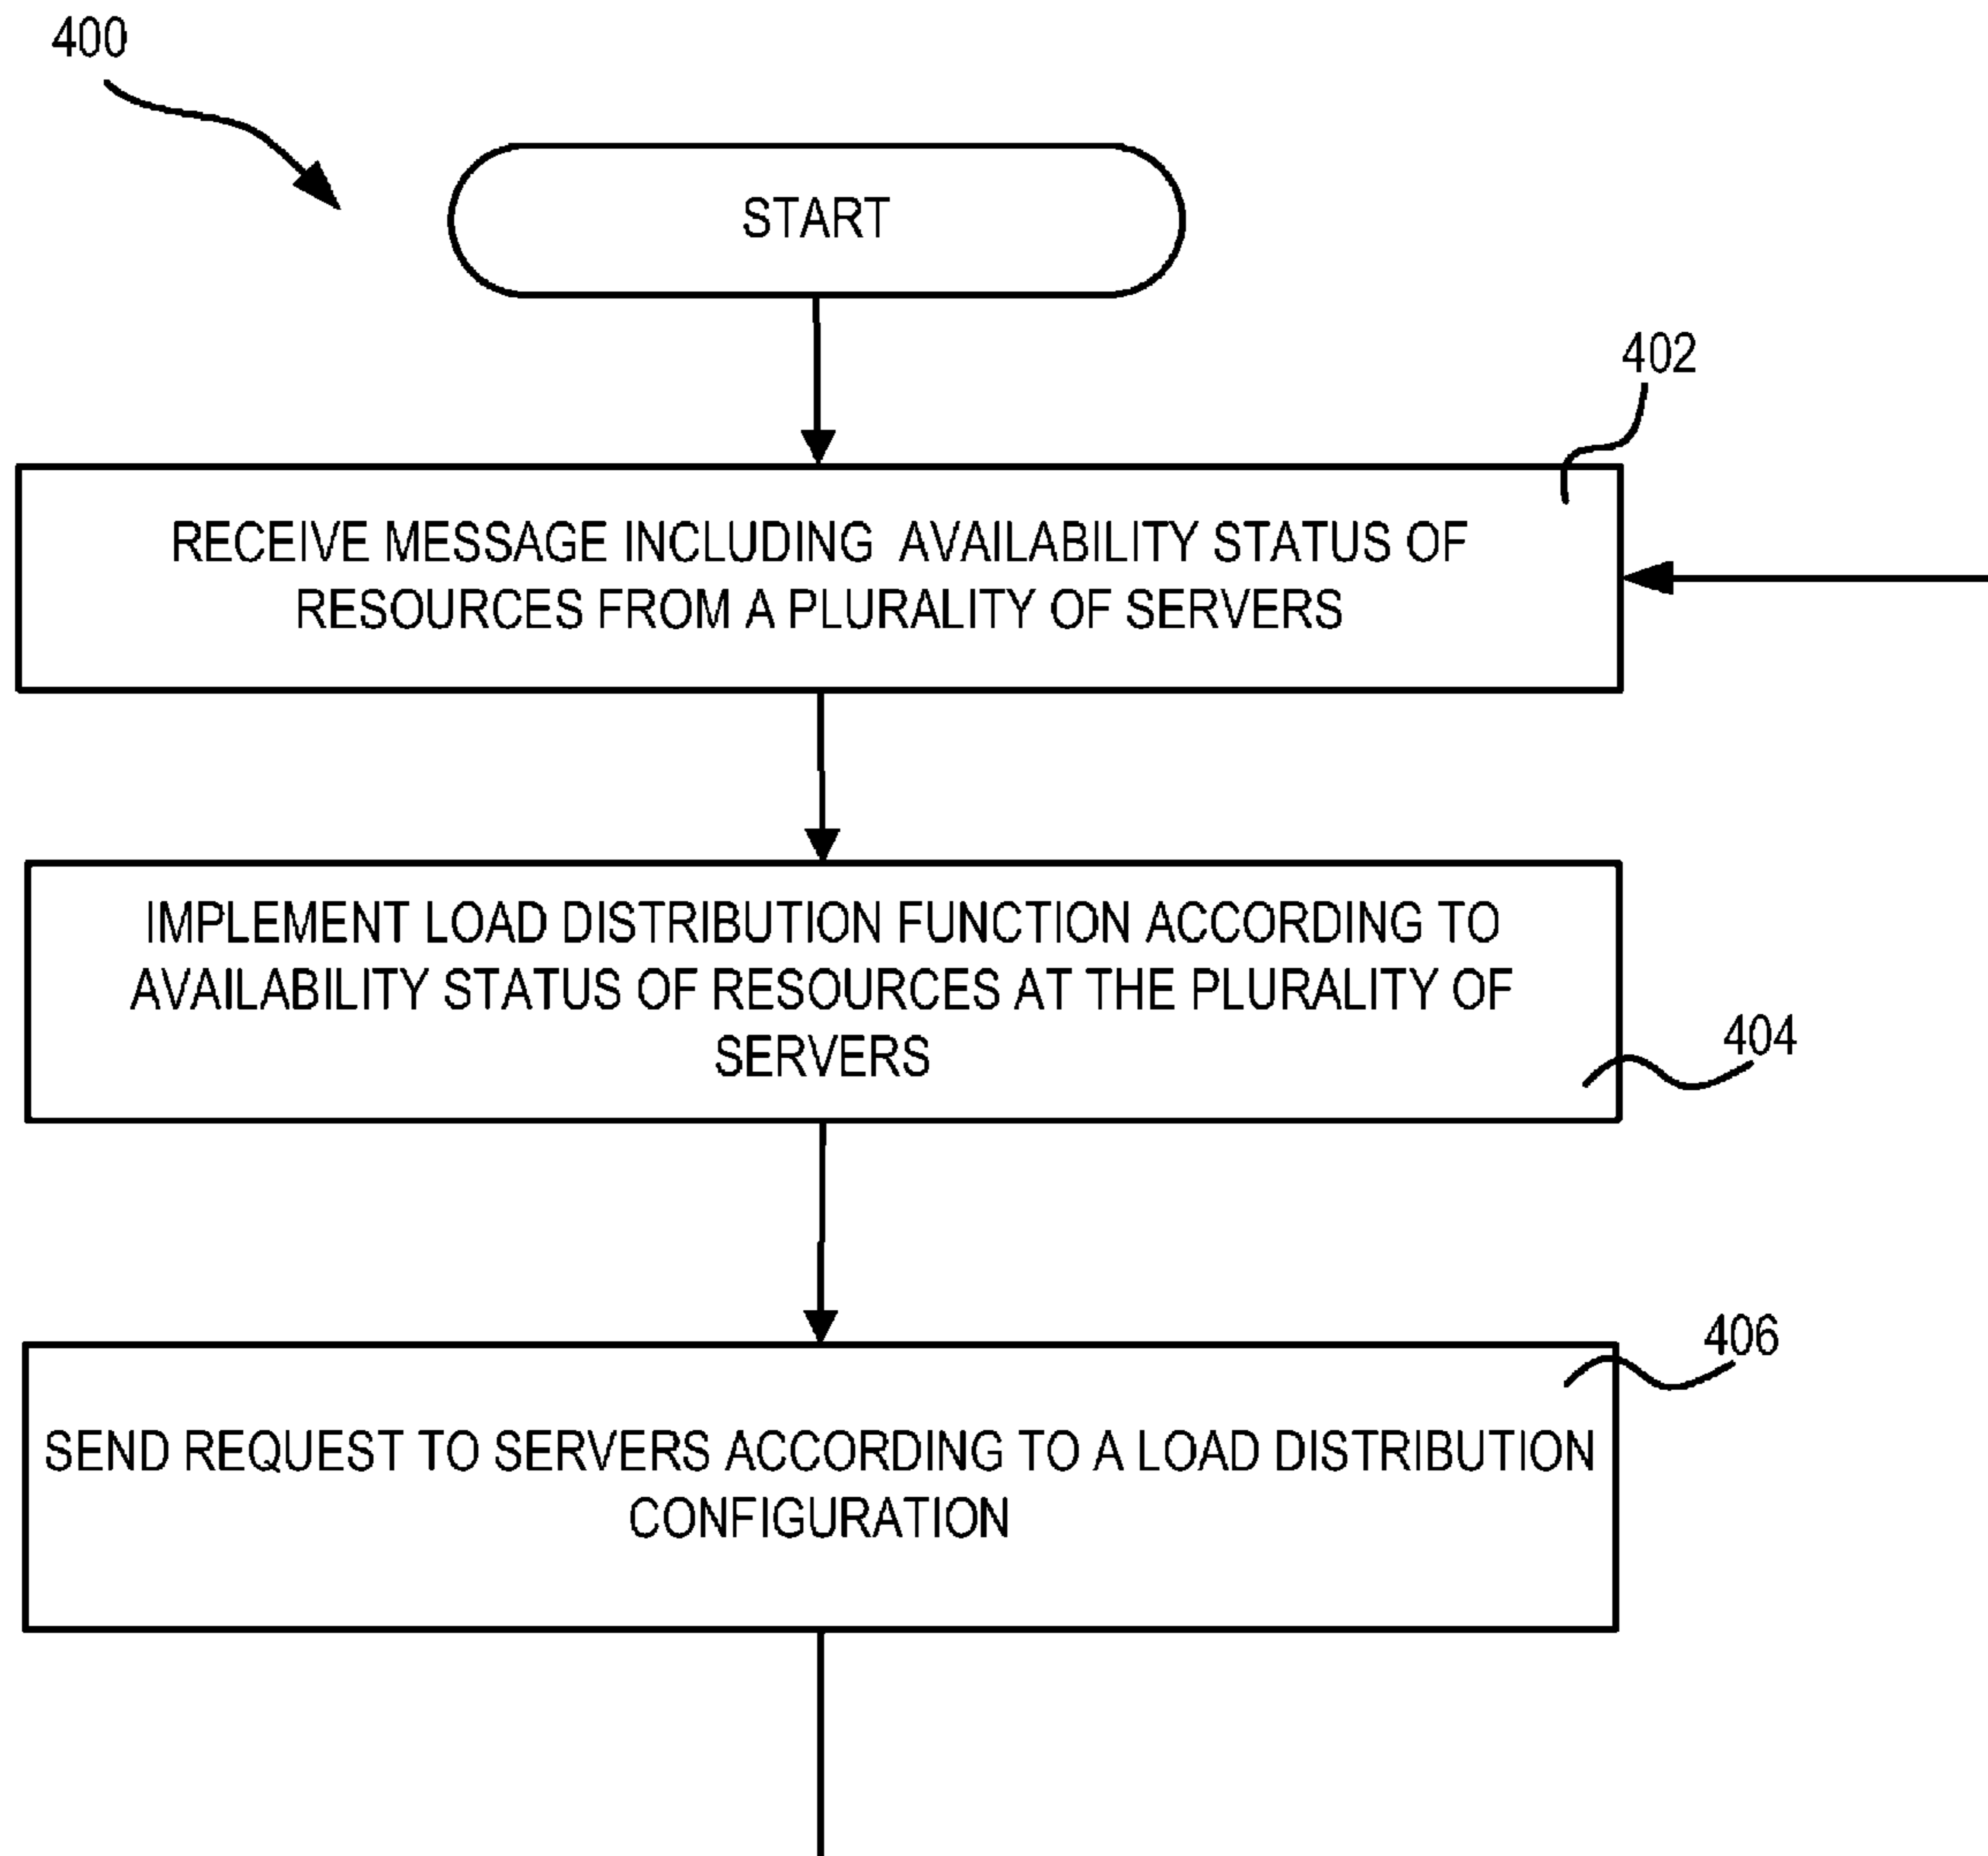 400
START
402
RECEIVE MESSAGE INCLUDING AVAILABILITY STATUS OF
RESOURCES FROM A PLURALITY OF SERVERS
IMPLEMENT LOAD DISTRIBUTION FUNCTION ACCORDING TO
AVAILABILITY STATUS OF RESOURCES AT THE PLURALITY OF
SERVERS
404
406
SEND REQUEST TO SERVERS ACCORDING TO A LOAD DISTRIBUTION
CONFIGURATION